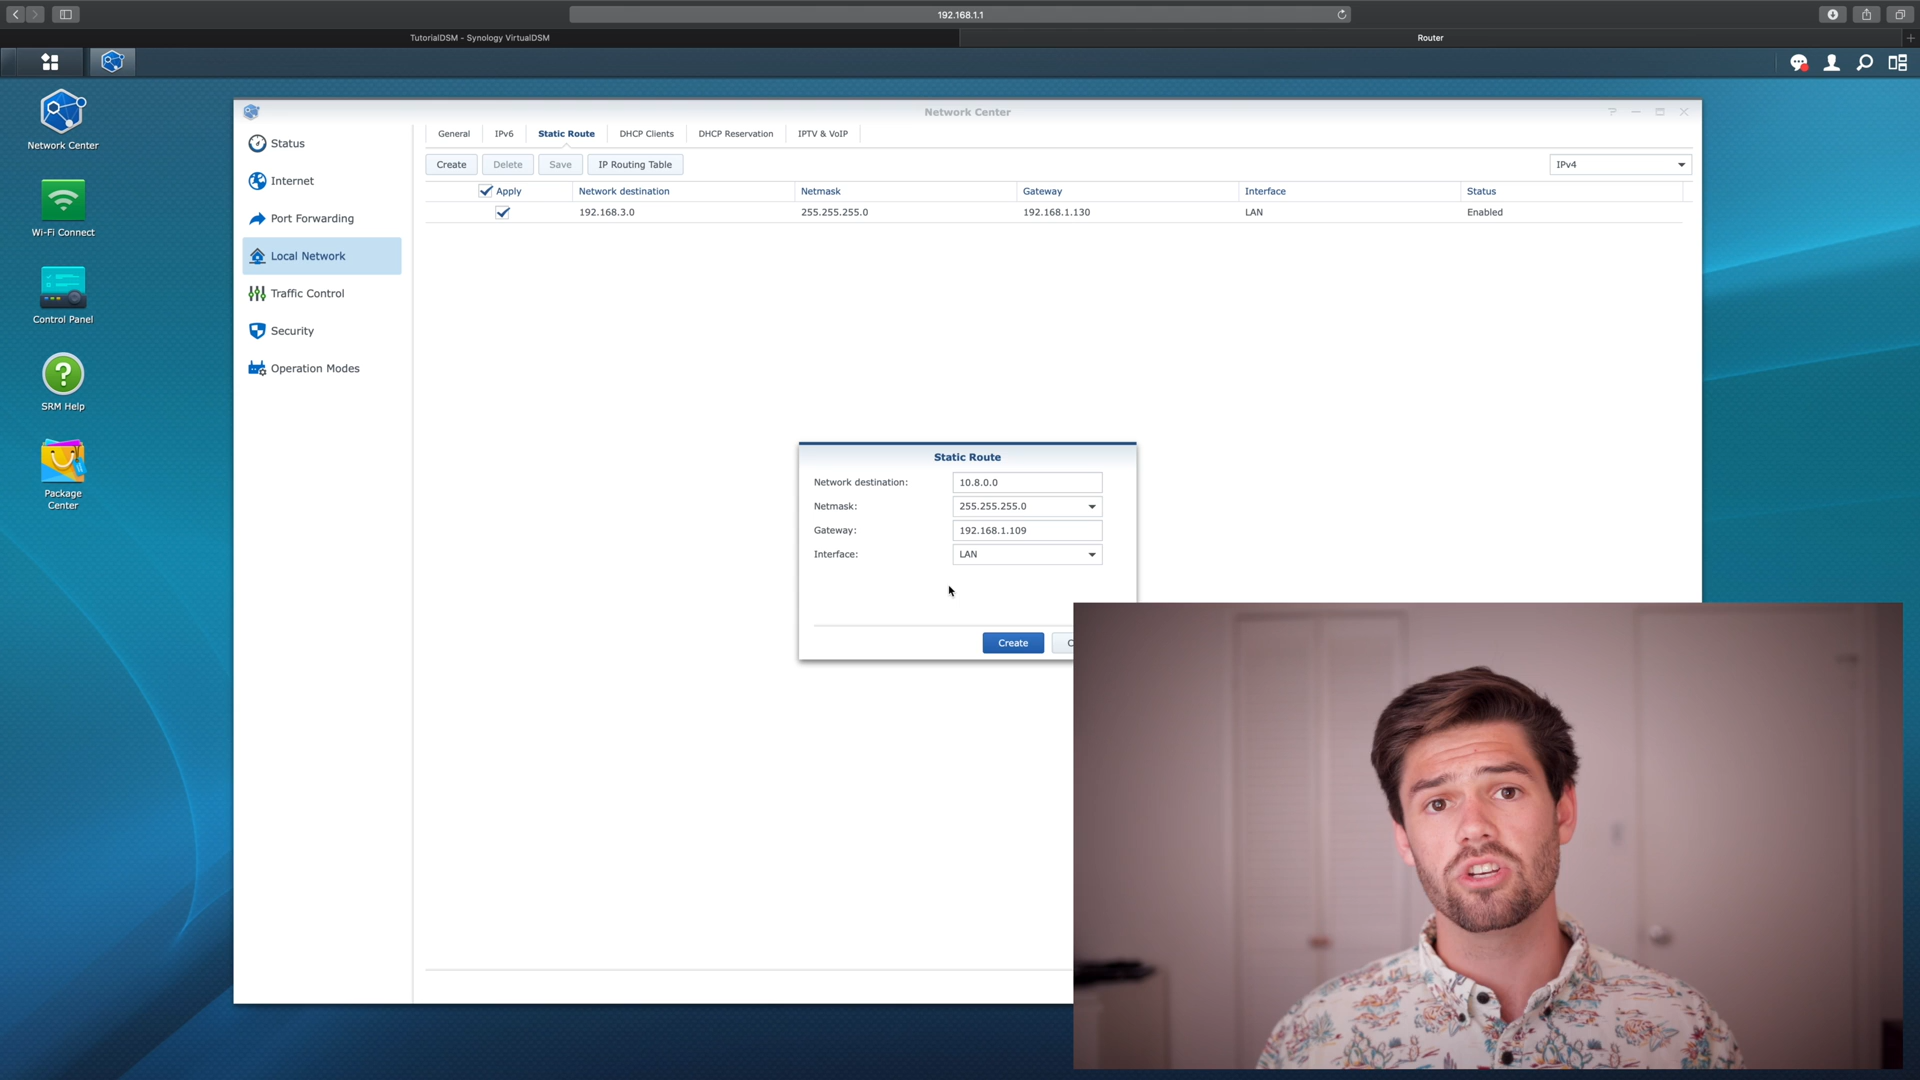 192.168.1.1
TutorialDSM - Synology VirtualDSM
Router
Network Center
Wi-Fi Connect
Control Panel
SRM Help
Package
Center
Network Center
Status
Internet
Port Forwarding
Local Network
Traffic Control
Security
Operation Modes
General IPv6 Static Route DHCP Clients DHCP Reservation IPTV & VoIP
Create Delete Save IP Routing Table IPv4
Apply Network destination Netmask Gateway Interface Status
192.168.3.0 255.255.255.0 192.168.1.130 LAN Enabled
Static Route
Network destination: 10.8.0.0
Netmask: 255.255.255.0
Gateway: 192.168.1.109
Interface: LAN
Create